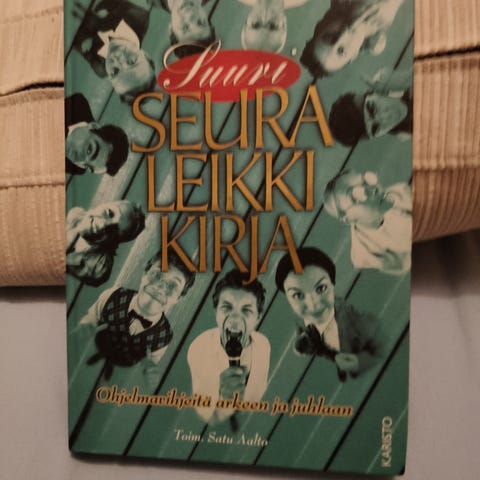 Suuri
SEURA
LEIKKI
KIRJA
Ohjelmavihjeitä arkeen ja juhlaan
Toim. Satu Aalto
KARISTO